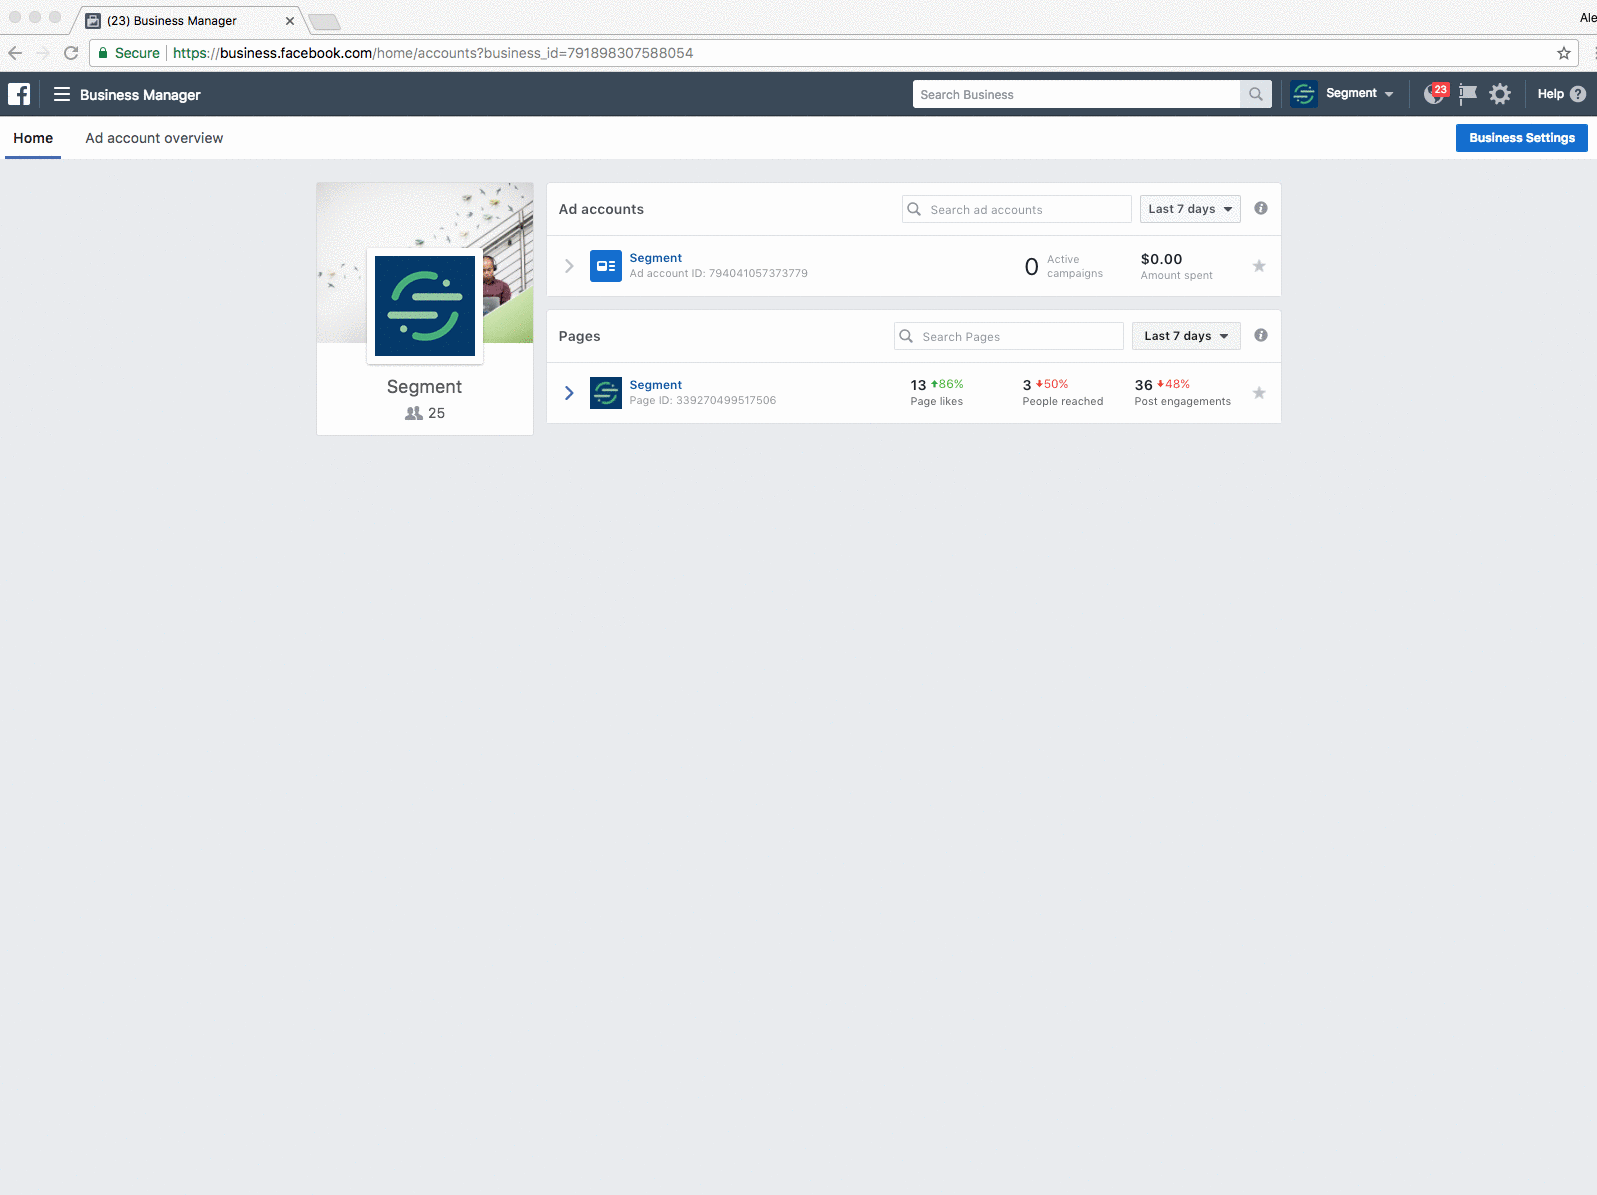 (23) Business Manager
Ale
Secure https://business.facebook.com/home/accounts?business_id=791898307588054
Business Manager
Search Business
Segment
23
Help
Home
Ad account overview
Business Settings
Segment
25
Ad accounts
Search ad accounts
Last 7 days
Segment
Ad account ID: 794041057373779
0 Active campaigns
$0.00
Amount spent
Pages
Search Pages
Last 7 days
Segment
Page ID: 339270499517506
13 86%
Page likes
3 50%
People reached
36 48%
Post engagements